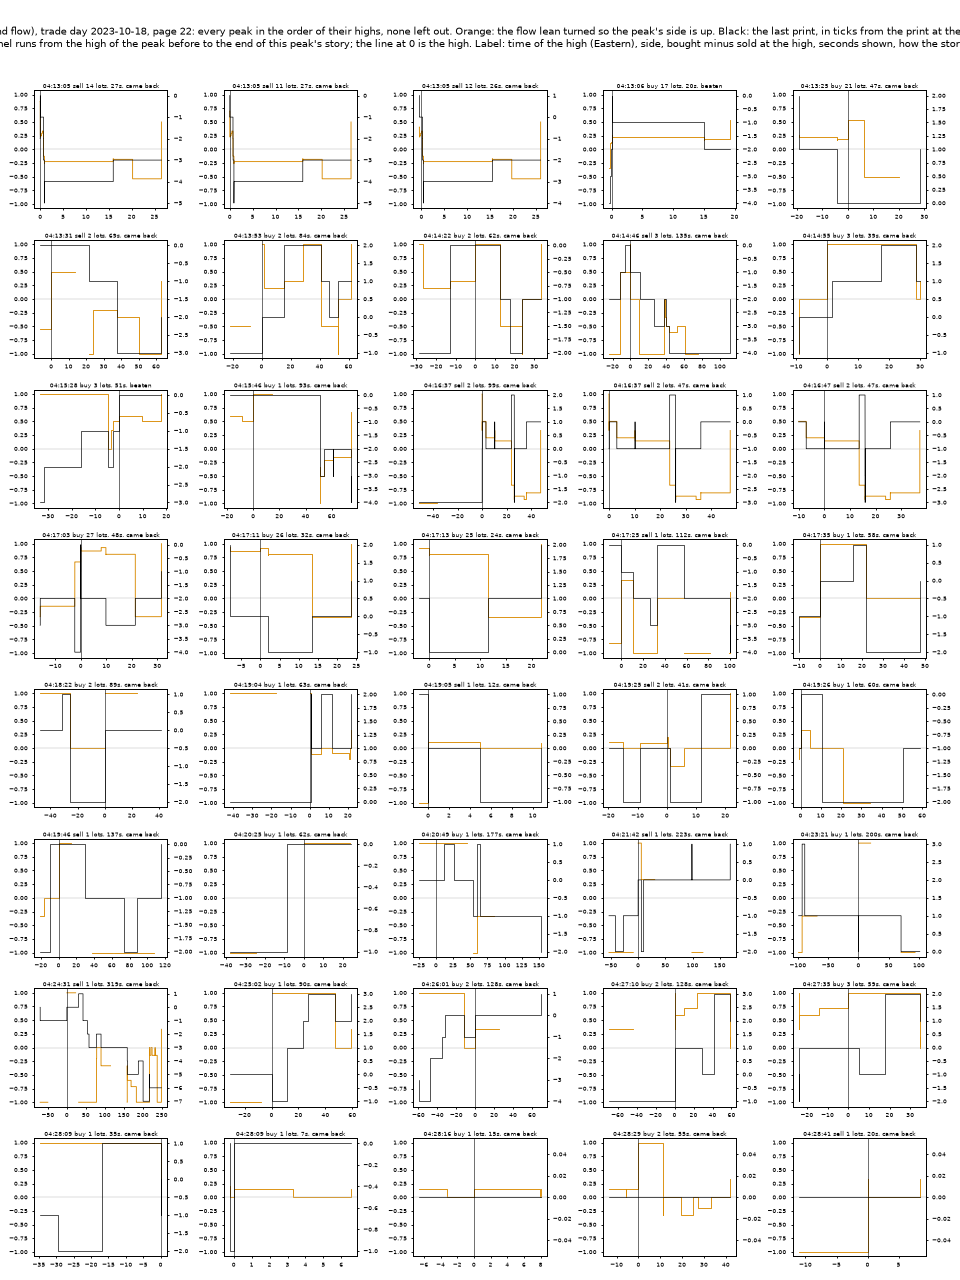 nd flow), trade day 2023-10-18, page 22: every peak in the order of their highs, none left out. Orange: the flow lean turned so the peak's side is up. Black: the last print, in ticks from the print at the
nel runs from the high of the peak before to the end of this peak's story; the line at 0 is the high. Label: time of the high (Eastern), side, bought minus sold at the high, seconds shown, how the stor
04:13:05 sell 14 lots. 27s. came back
04:13:05 sell 11 lots. 27s. came back
04:13:05 sell 12 lots. 26s. came back
04:13:06 buy 17 lots. 20s. beaten
04:13:25 buy 21 lots. 47s. came back
04:13:31 sell 2 lots. 69s. came back
04:13:53 buy 2 lots. 84s. came back
04:14:22 buy 2 lots. 62s. came back
04:14:46 sell 3 lots. 135s. came back
04:14:59 buy 3 lots. 39s. came back
04:15:28 buy 3 lots. 51s. beaten
04:15:46 buy 1 lots. 93s. came back
04:16:37 sell 2 lots. 99s. came back
04:16:37 sell 2 lots. 47s. came back
04:16:47 sell 2 lots. 47s. came back
04:17:03 buy 27 lots. 48s. came back
04:17:11 buy 26 lots. 32s. came back
04:17:13 buy 25 lots. 24s. came back
04:17:25 sell 1 lots. 112s. came back
04:17:35 buy 1 lots. 58s. came back
04:18:22 buy 2 lots. 89s. came back
04:19:04 buy 1 lots. 63s. came back
04:19:05 sell 1 lots. 12s. came back
04:19:25 sell 2 lots. 41s. came back
04:19:26 buy 1 lots. 60s. came back
04:19:46 sell 1 lots. 137s. came back
04:20:25 buy 1 lots. 62s. came back
04:20:49 buy 1 lots. 177s. came back
04:21:42 sell 1 lots. 223s. came back
04:23:21 buy 1 lots. 200s. came back
04:24:31 sell 1 lots. 319s. came back
04:25:02 buy 1 lots. 90s. came back
04:26:01 buy 2 lots. 128s. came back
04:27:10 buy 2 lots. 128s. came back
04:27:35 buy 3 lots. 59s. came back
04:28:09 buy 1 lots. 35s. came back
04:28:09 buy 1 lots. 7s. came back
04:28:16 buy 1 lots. 15s. came back
04:28:29 buy 2 lots. 55s. came back
04:28:41 sell 1 lots. 20s. came back